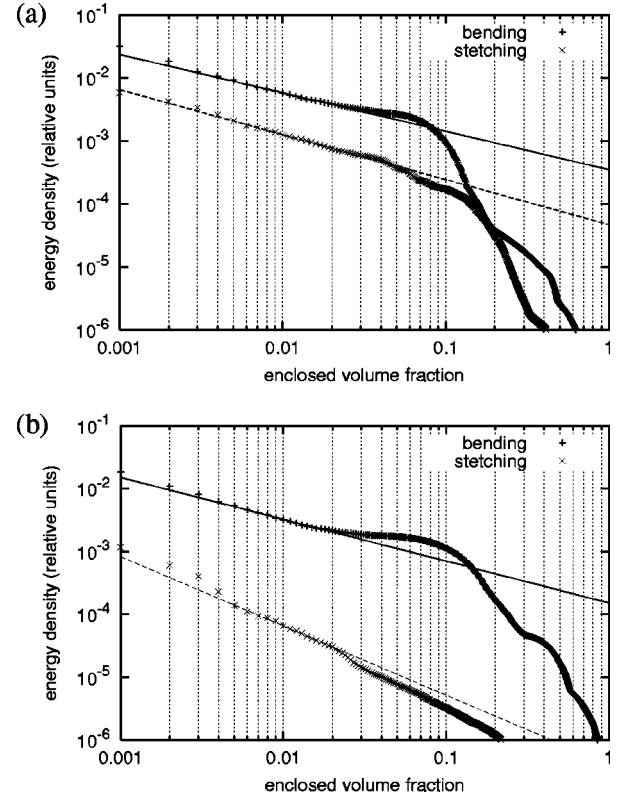 (a)
bending +
stetching ×
energy density (relative units)
10-1
10-2
10-3
10-4
10-5
10-6
0.001 0.01 0.1 1
enclosed volume fraction
(b)
bending +
stetching ×
energy density (relative units)
10-1
10-2
10-3
10-4
10-5
10-6
0.001 0.01 0.1 1
enclosed volume fraction